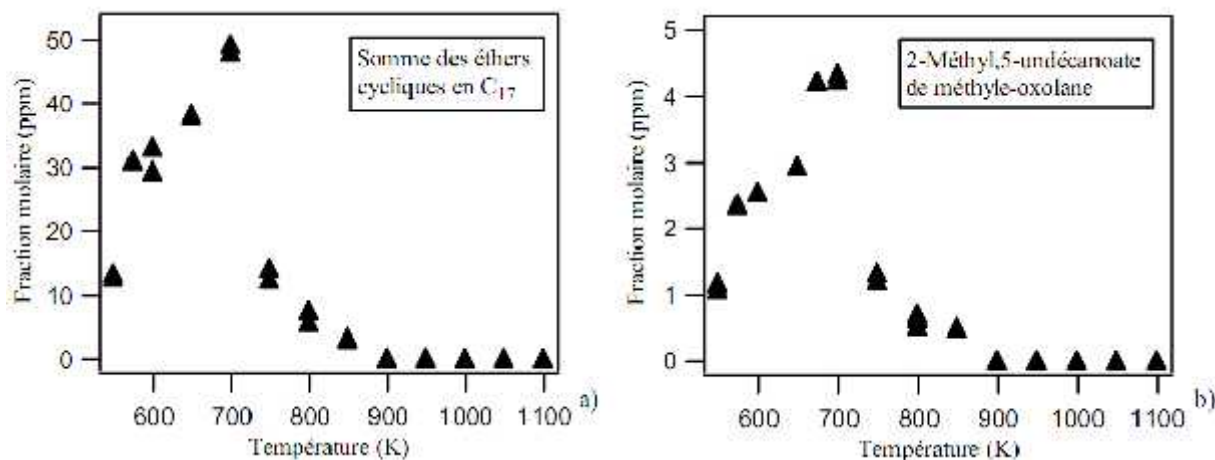 50
40
30
20
10
0
Fraction molaire (ppm)
Somme des éthers
cycliques en C17
600 700 800 900 1000 1100
Température (K)
a)
5
4
3
2
1
0
Fraction molaire (ppm)
2-Méthyl,5-undécanoate
de méthyle-oxolane
600 700 800 900 1000 1100
Température (K)
b)